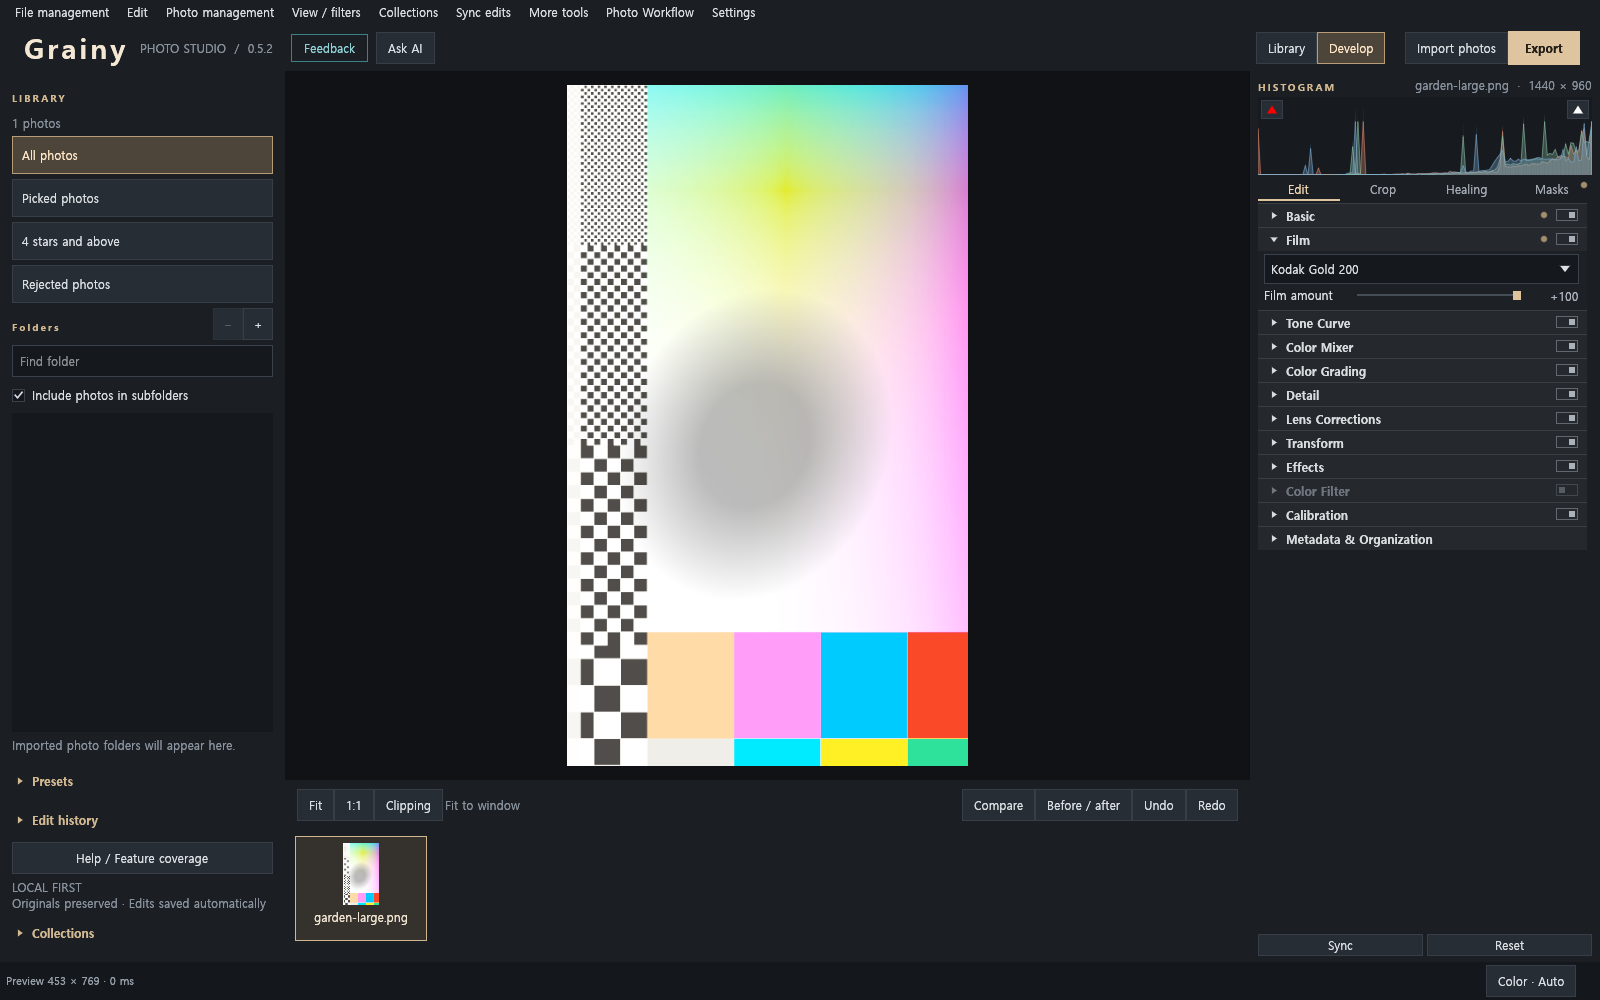 File management Edit Photo management View / filters Collections Sync edits More tools Photo Workflow Settings
Grainy PHOTO STUDIO / 0.5.2 Feedback Ask AI Library Develop Import photos Export
LIBRARY
1 photos
All photos
Picked photos
4 stars and above
Rejected photos
Folders − +
Find folder
Include photos in subfolders
Imported photo folders will appear here.
Presets
Edit history
Help / Feature coverage
LOCAL FIRST
Originals preserved · Edits saved automatically
Collections
Fit 1:1 Clipping Fit to window Compare Before / after Undo Redo
garden-large.png
HISTOGRAM garden-large.png · 1440 × 960
Edit Crop Healing Masks
Basic
Film
Kodak Gold 200
Film amount +100
Tone Curve
Color Mixer
Color Grading
Detail
Lens Corrections
Transform
Effects
Color Filter
Calibration
Metadata & Organization
Sync Reset
Preview 453 × 769 · 0 ms Color · Auto